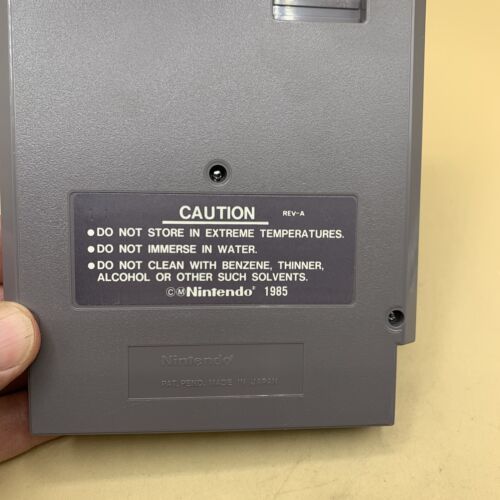 CAUTION REV-A
●DO NOT STORE IN EXTREME TEMPERATURES.
●DO NOT IMMERSE IN WATER.
●DO NOT CLEAN WITH BENZENE, THINNER,
ALCOHOL OR OTHER SUCH SOLVENTS.
©ⓂNintendo® 1985
Nintendo®
PAT. PEND. MADE IN JAPAN